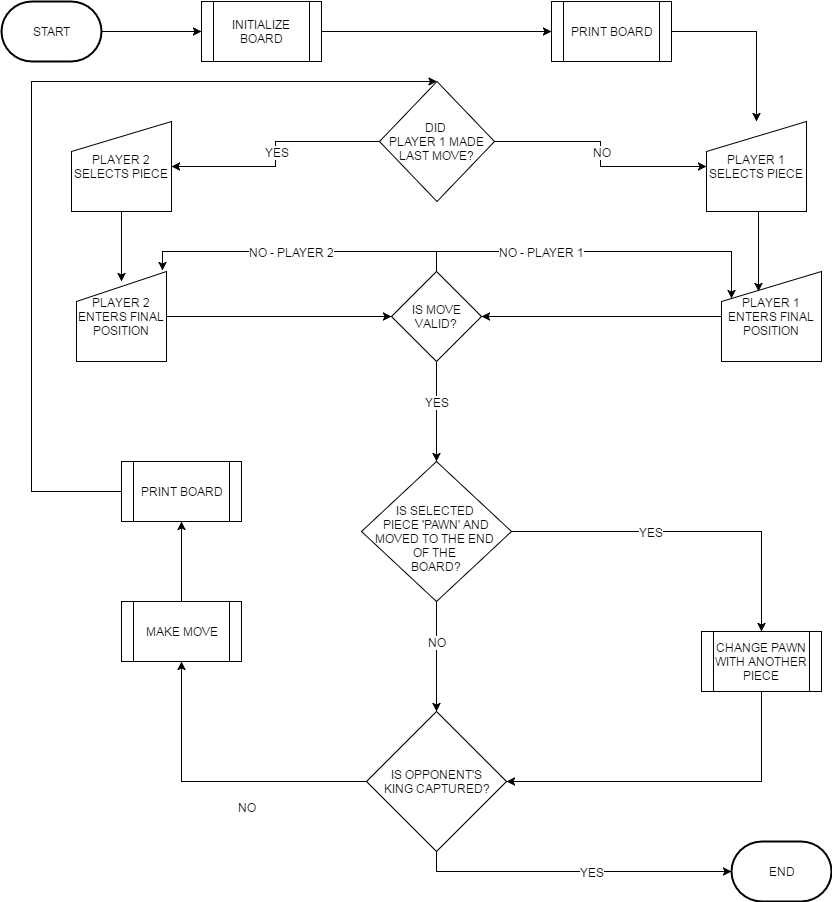 START
INITIALIZE
BOARD
PRINT BOARD
DID
PLAYER 1 MADE
LAST MOVE?
YES
NO
PLAYER 2
SELECTS PIECE
PLAYER 1
SELECTS PIECE
NO - PLAYER 2
NO - PLAYER 1
PLAYER 2
ENTERS FINAL
POSITION
IS MOVE
VALID?
PLAYER 1
ENTERS FINAL
POSITION
YES
PRINT BOARD
IS SELECTED
PIECE 'PAWN' AND
MOVED TO THE END
OF THE
BOARD?
YES
MAKE MOVE
NO
CHANGE PAWN
WITH ANOTHER
PIECE
IS OPPONENT'S
KING CAPTURED?
NO
YES
END